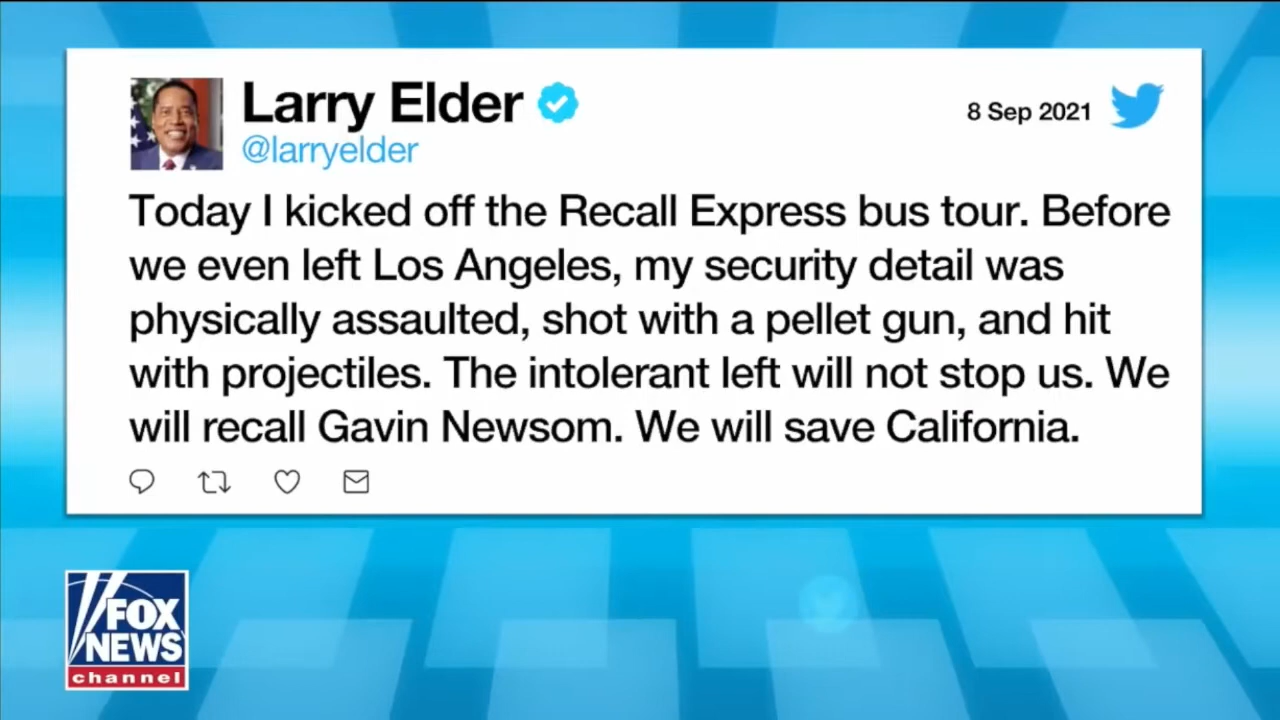 Larry Elder
8 Sep 2021
@larryelder
Today I kicked off the Recall Express bus tour. Before
we even left Los Angeles, my security detail was
physically assaulted, shot with a pellet gun, and hit
with projectiles. The intolerant left will not stop us. We
will recall Gavin Newsom. We will save California.
FOX
NEWS
channel